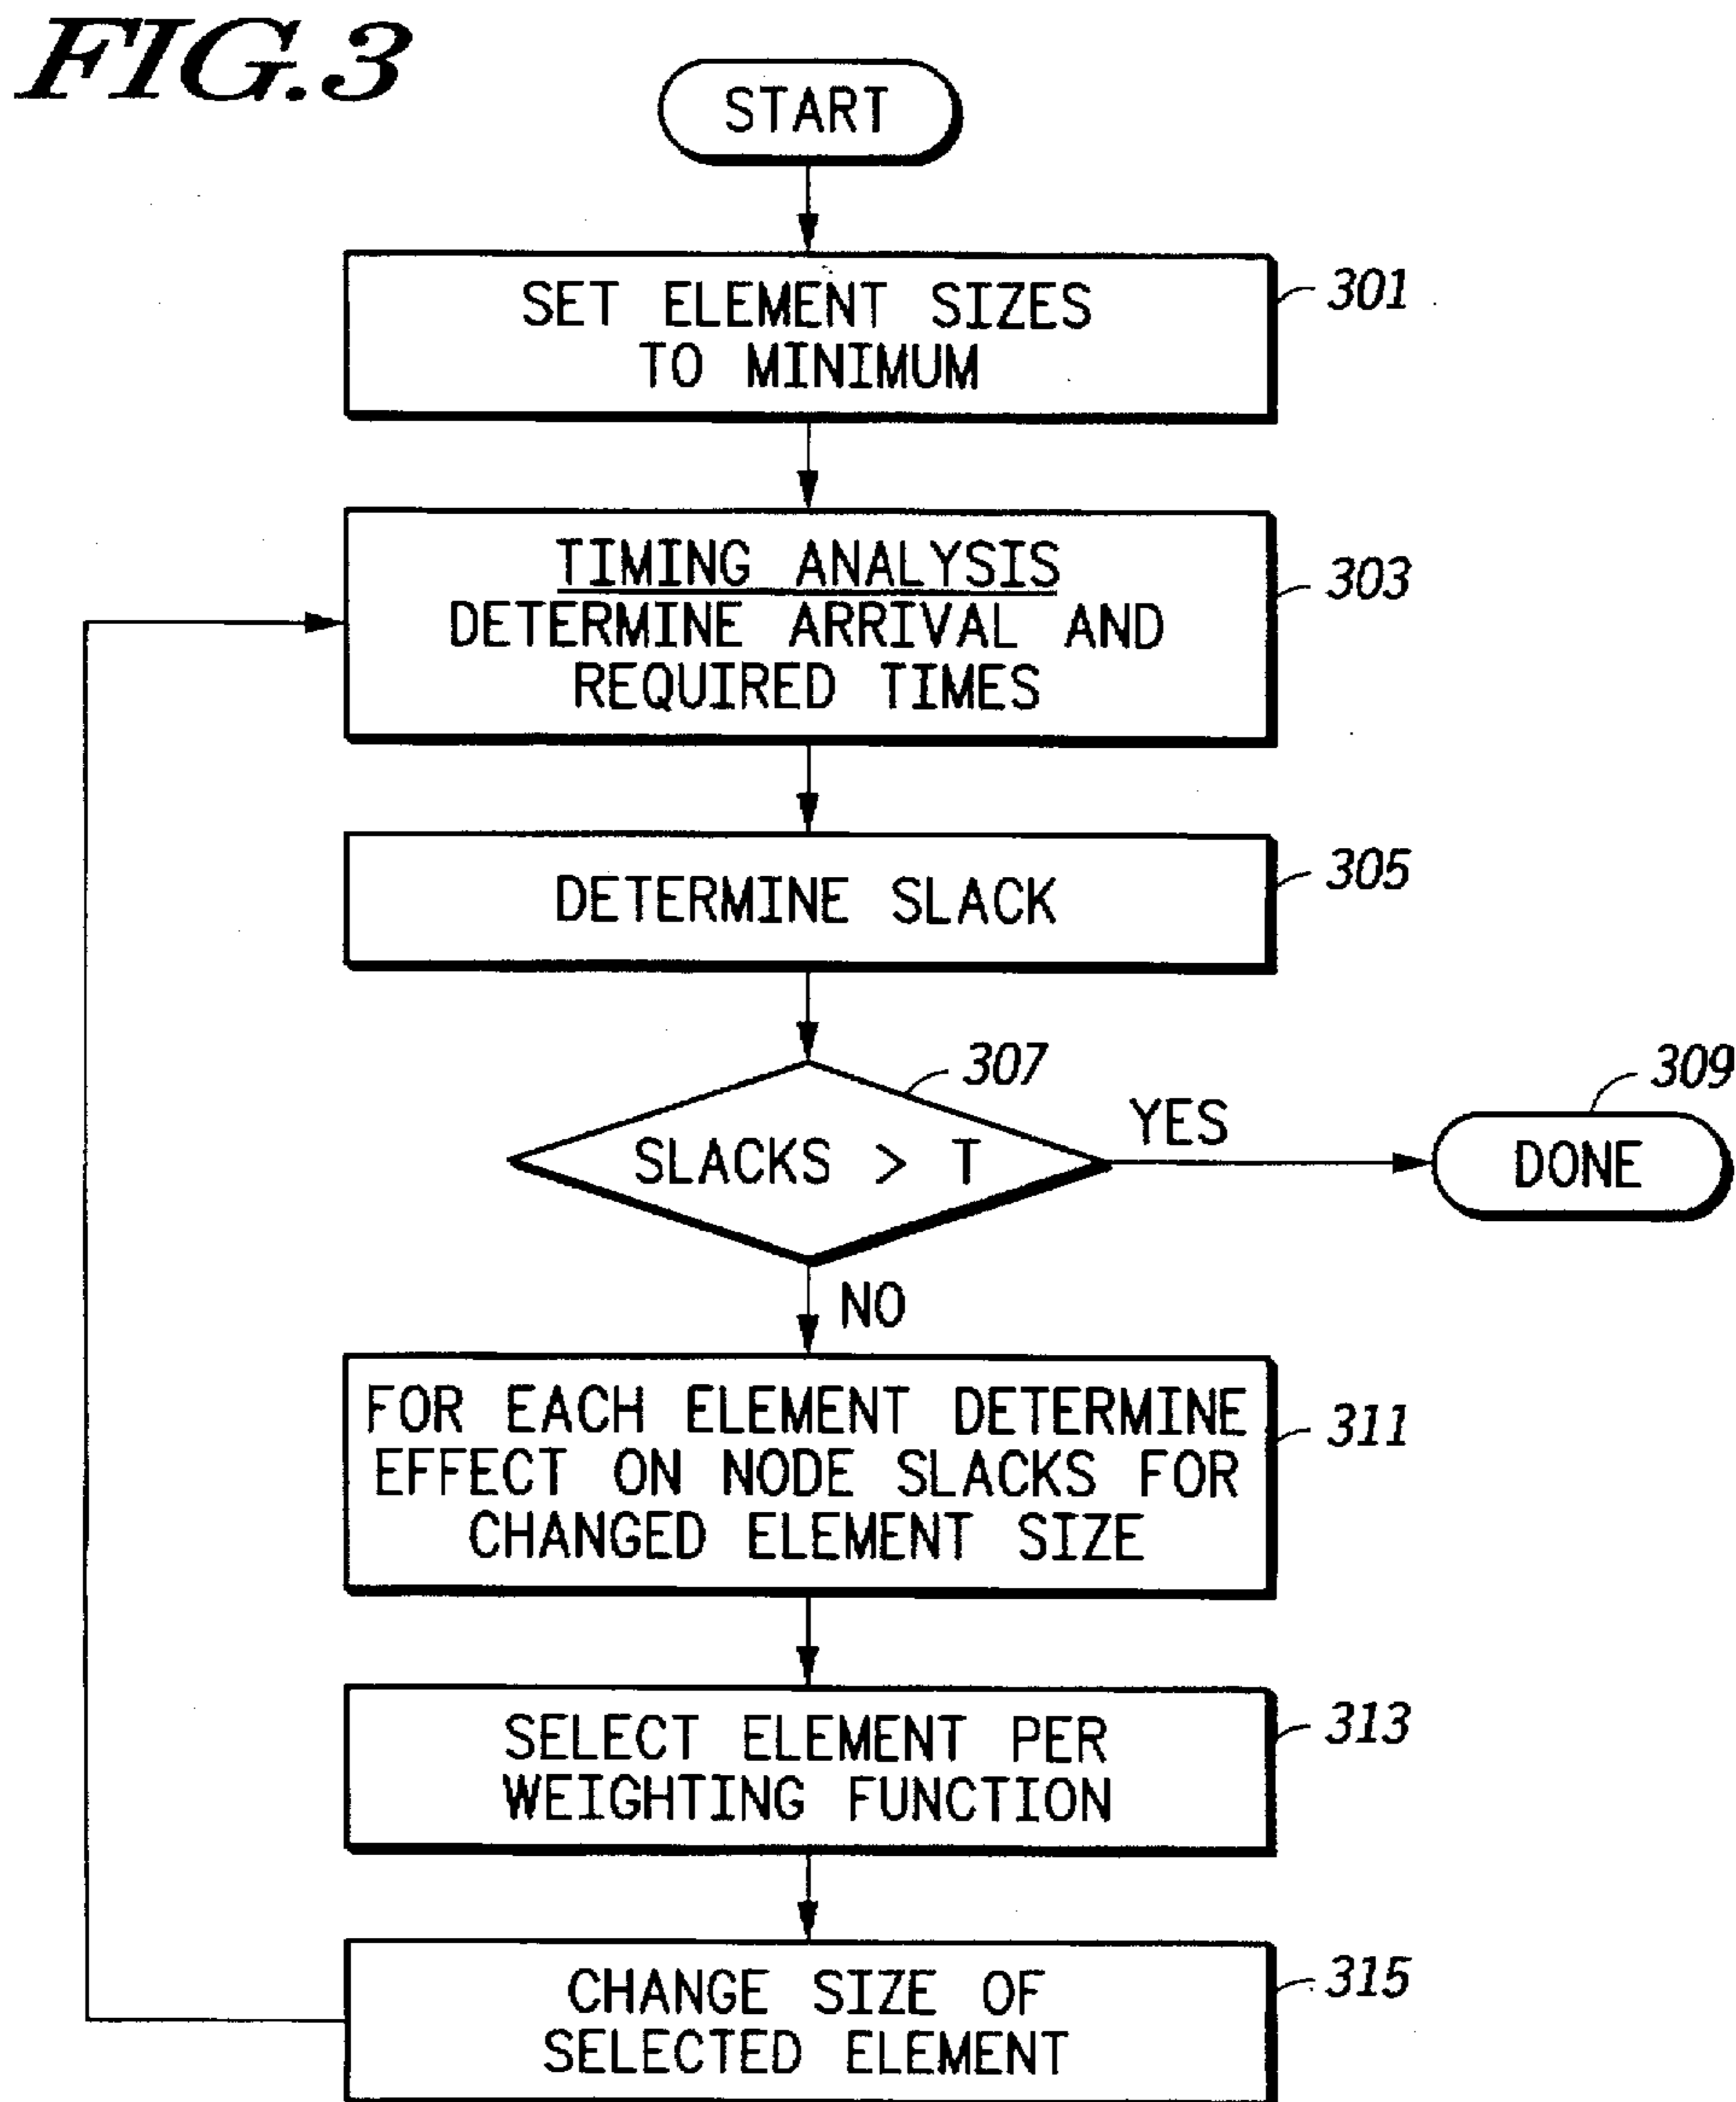 FIG.3
START
SET ELEMENT SIZES
TO MINIMUM
301
TIMING ANALYSIS
DETERMINE ARRIVAL AND
REQUIRED TIMES
303
DETERMINE SLACK
305
307
SLACKS > T
YES
309
DONE
NO
FOR EACH ELEMENT DETERMINE
EFFECT ON NODE SLACKS FOR
CHANGED ELEMENT SIZE
311
SELECT ELEMENT PER
WEIGHTING FUNCTION
313
CHANGE SIZE OF
SELECTED ELEMENT
315